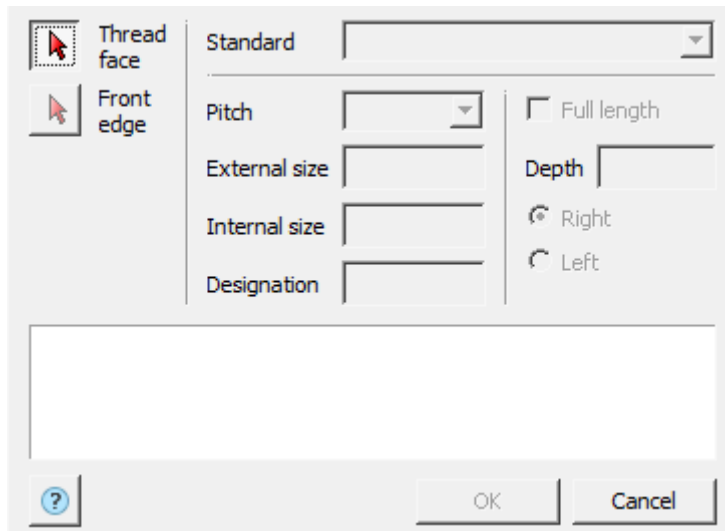 Thread
face
Standard
Front
edge
Pitch
Full length
External size
Depth
Internal size
Right
Left
Designation
?
OK
Cancel